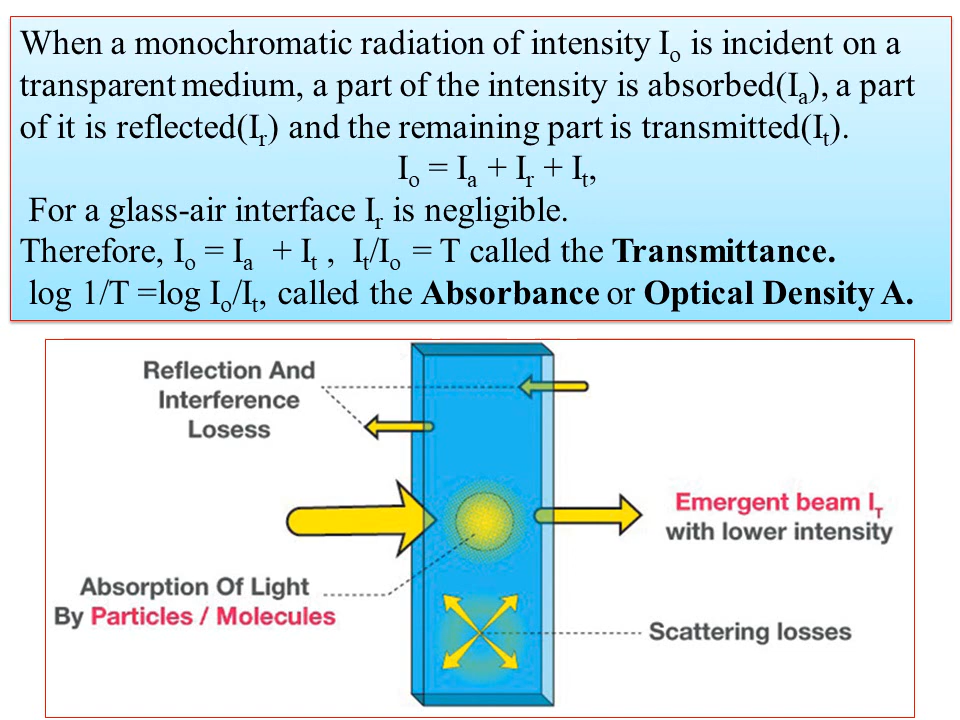 When a monochromatic radiation of intensity Io is incident on a
transparent medium, a part of the intensity is absorbed(Ia), a part
of it is reflected(Ir) and the remaining part is transmitted(It).
Io = Ia + Ir + It,
For a glass-air interface Ir is negligible.
Therefore, Io = Ia + It , It/Io = T called the Transmittance.
log 1/T =log Io/It, called the Absorbance or Optical Density A.
Reflection And
Interference
Losess
Emergent beam IT
with lower intensity
Absorption Of Light
By Particles / Molecules
Scattering losses